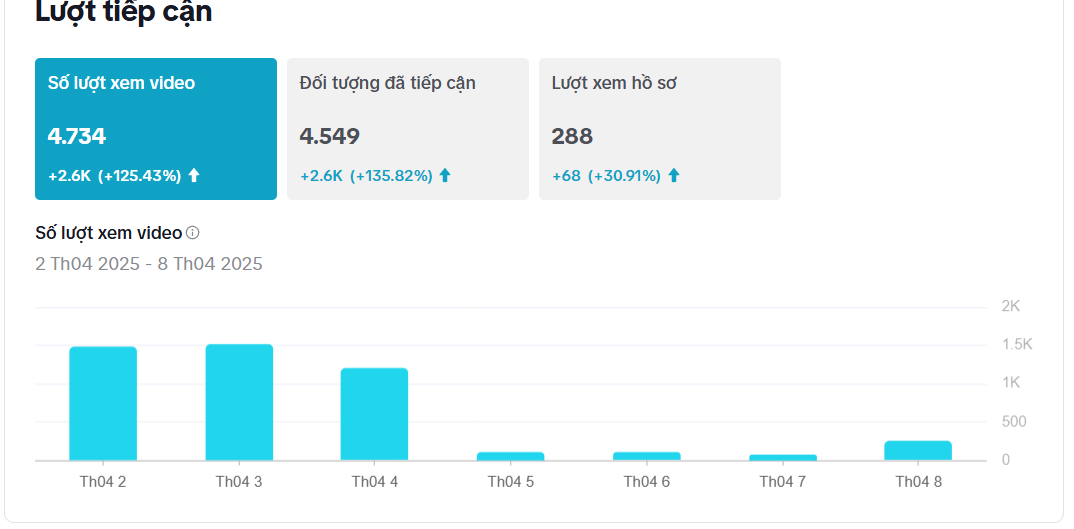 Lượt tiếp cận
Số lượt xem video
4.734
+2.6K (+125.43%)
Đối tượng đã tiếp cận
4.549
+2.6K (+135.82%)
Lượt xem hồ sơ
288
+68 (+30.91%)
Số lượt xem video
2 Th04 2025 - 8 Th04 2025
2K
1.5K
1K
500
0
Th04 2 Th04 3 Th04 4 Th04 5 Th04 6 Th04 7 Th04 8